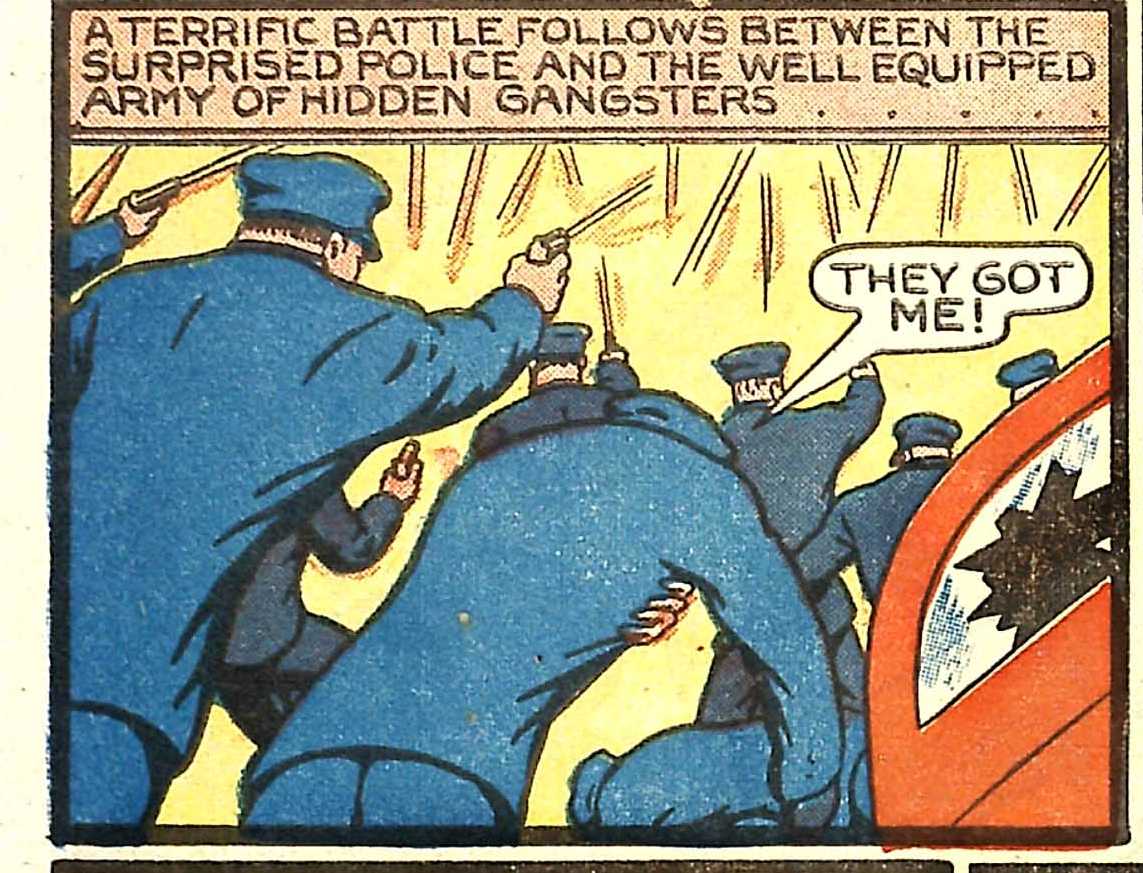 A TERRIFIC BATTLE FOLLOWS BETWEEN THE
SURPRISED POLICE AND THE WELL EQUIPPED
ARMY OF HIDDEN GANGSTERS . . . . .
THEY GOT
ME!